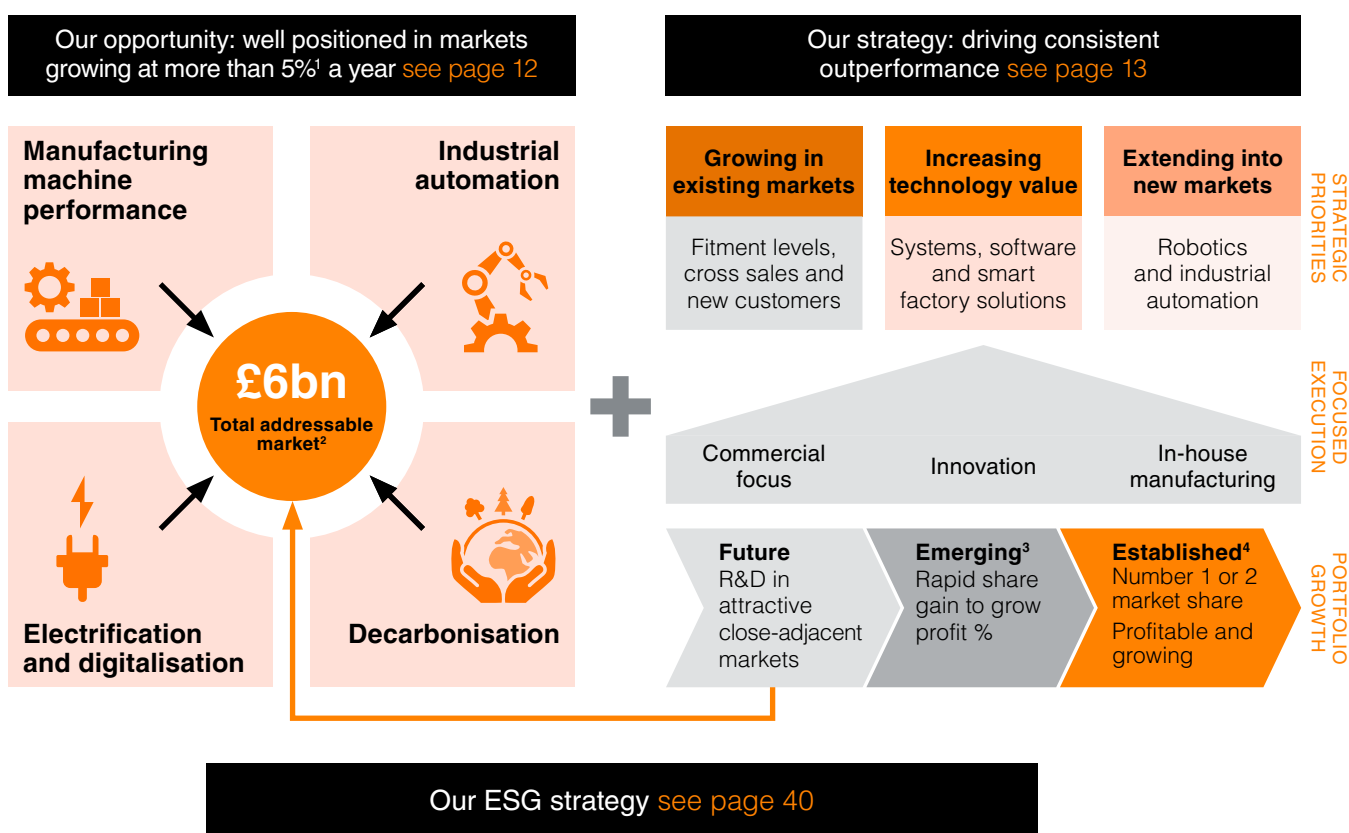 Our opportunity: well positioned in markets
growing at more than 5%¹ a year see page 12
Manufacturing
machine
performance
Industrial
automation
£6bn
Total addressable
market²
Electrification
and digitalisation
Decarbonisation
Our strategy: driving consistent
outperformance see page 13
Growing in
existing markets
Fitment levels,
cross sales and
new customers
Increasing
technology value
Systems, software
and smart
factory solutions
Extending into
new markets
Robotics
and industrial
automation
STRATEGIC
PRIORITIES
Commercial
focus
Innovation
In-house
manufacturing
FOCUSED
EXECUTION
Future
R&D in
attractive
close-adjacent
markets
Emerging³
Rapid share
gain to grow
profit %
Established⁴
Number 1 or 2
market share
Profitable and
growing
PORTFOLIO
GROWTH
Our ESG strategy see page 40